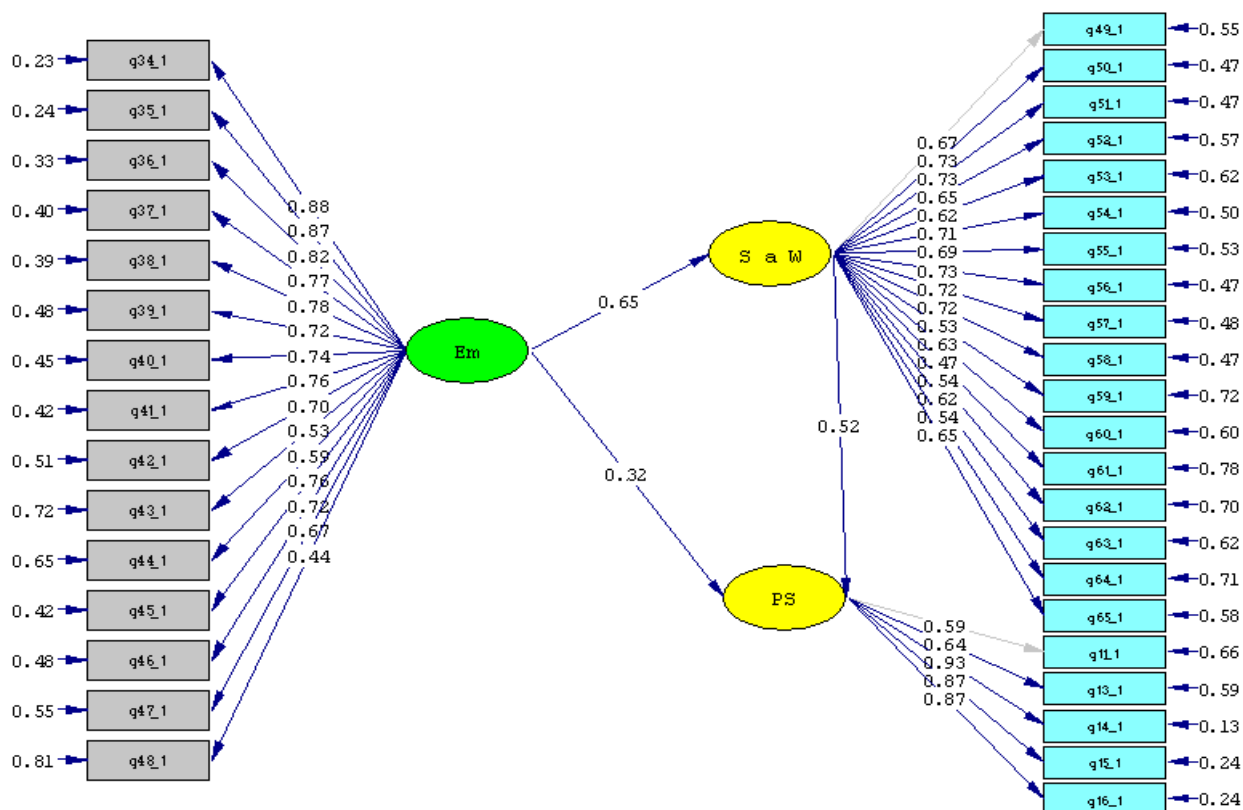 0.23 q34_1
0.24 q35_1
0.33 q36_1
0.40 q37_1
0.39 q38_1
0.48 q39_1
0.45 q40_1
0.42 q41_1
0.51 q42_1
0.72 q43_1
0.65 q44_1
0.42 q45_1
0.48 q46_1
0.55 q47_1
0.81 q48_1
0.88
0.87
0.82
0.77
0.78
0.72
0.74
0.76
0.70
0.53
0.59
0.76
0.72
0.67
0.44
Em
0.65
0.32
S a W
0.52
PS
0.67
0.73
0.73
0.65
0.62
0.71
0.69
0.73
0.72
0.72
0.53
0.63
0.47
0.54
0.62
0.54
0.65
0.59
0.64
0.93
0.87
0.87
q49_1 0.55
q50_1 0.47
q51_1 0.47
q52_1 0.57
q53_1 0.62
q54_1 0.50
q55_1 0.53
q56_1 0.47
q57_1 0.48
q58_1 0.47
q59_1 0.72
q60_1 0.60
q61_1 0.78
q62_1 0.70
q63_1 0.62
q64_1 0.71
q65_1 0.58
q11_1 0.66
q13_1 0.59
q14_1 0.13
q15_1 0.24
q16_1 0.24